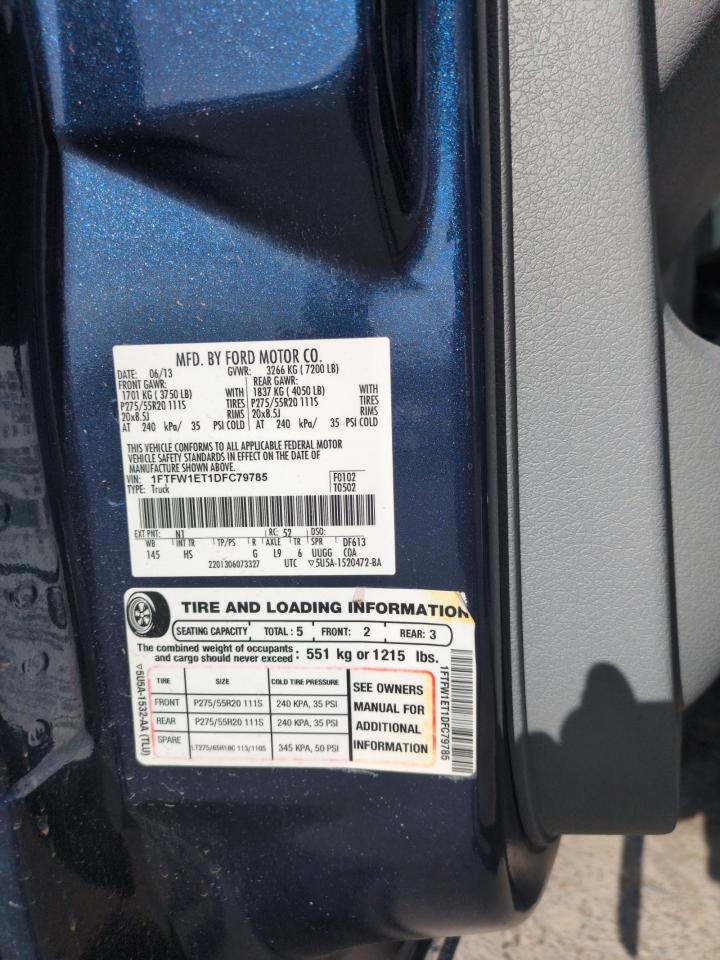 MFD. BY FORD MOTOR CO.
DATE: 06/13 GVWR: 3266 KG ( 7200 LB)
FRONT GAWR: REAR GAWR:
1701 KG ( 3750 LB) WITH 1837 KG ( 4050 LB) WITH
P275/55R20 111S TIRES P275/55R20 111S TIRES
20x8.5J RIMS 20x8.5J RIMS
AT 240 kPa/ 35 PSI COLD AT 240 kPa/ 35 PSI COLD
THIS VEHICLE CONFORMS TO ALL APPLICABLE FEDERAL MOTOR
VEHICLE SAFETY STANDARDS IN EFFECT ON THE DATE OF
MANUFACTURE SHOWN ABOVE.
VIN: 1FTFW1ET1DFC79785 F0102
TYPE: Truck T0502
EXT PNT: N1 RC: 52 DSO:
WB INT TR TP/PS R AXLE TR SPR DF613
145 HS G L9 6 UUGG COA
2201306073327 UTC ▽5U5A-1520472-BA
TIRE AND LOADING INFORMATION
SEATING CAPACITY TOTAL : 5 FRONT: 2 REAR: 3
The combined weight of occupants
and cargo should never exceed : 551 kg or 1215 lbs.
TIRE SIZE COLD TIRE PRESSURE
FRONT P275/55R20 111S 240 KPA, 35 PSI
REAR P275/55R20 111S 240 KPA, 35 PSI
SPARE LT275/65R18C 113/110S 345 KPA, 50 PSI
SEE OWNERS
MANUAL FOR
ADDITIONAL
INFORMATION
▽5U5A-1532-AA (TLU)
1FTFW1ET1DFC79785